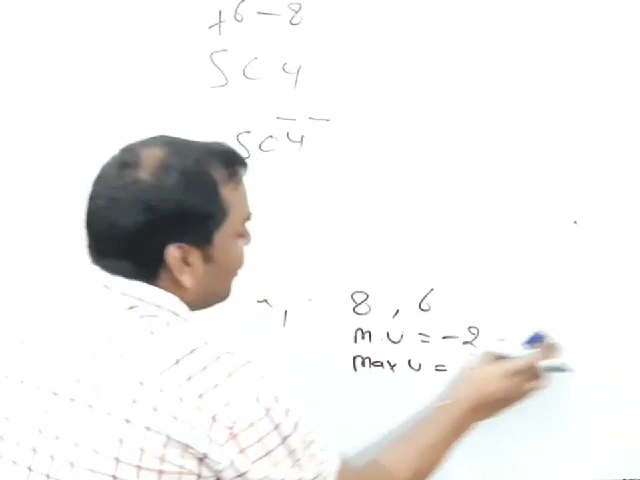 +6-8
SC4
SC4
8, 6
M.V = -2
Max V =